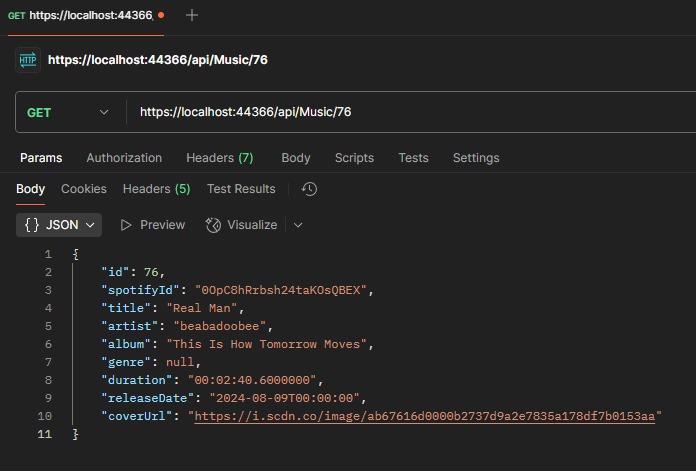 GET https://localhost:44366,
HTTP https://localhost:44366/api/Music/76
GET https://localhost:44366/api/Music/76
Params Authorization Headers (7) Body Scripts Tests Settings
Body Cookies Headers (5) Test Results
{} JSON Preview Visualize
1 {
2 "id": 76,
3 "spotifyId": "0OpC8hRrbsh24taKOsQBEX",
4 "title": "Real Man",
5 "artist": "beabadoobee",
6 "album": "This Is How Tomorrow Moves",
7 "genre": null,
8 "duration": "00:02:40.6000000",
9 "releaseDate": "2024-08-09T00:00:00",
10 "coverUrl": "https://i.scdn.co/image/ab67616d0000b2737d9a2e7835a178df7b0153aa"
11 }